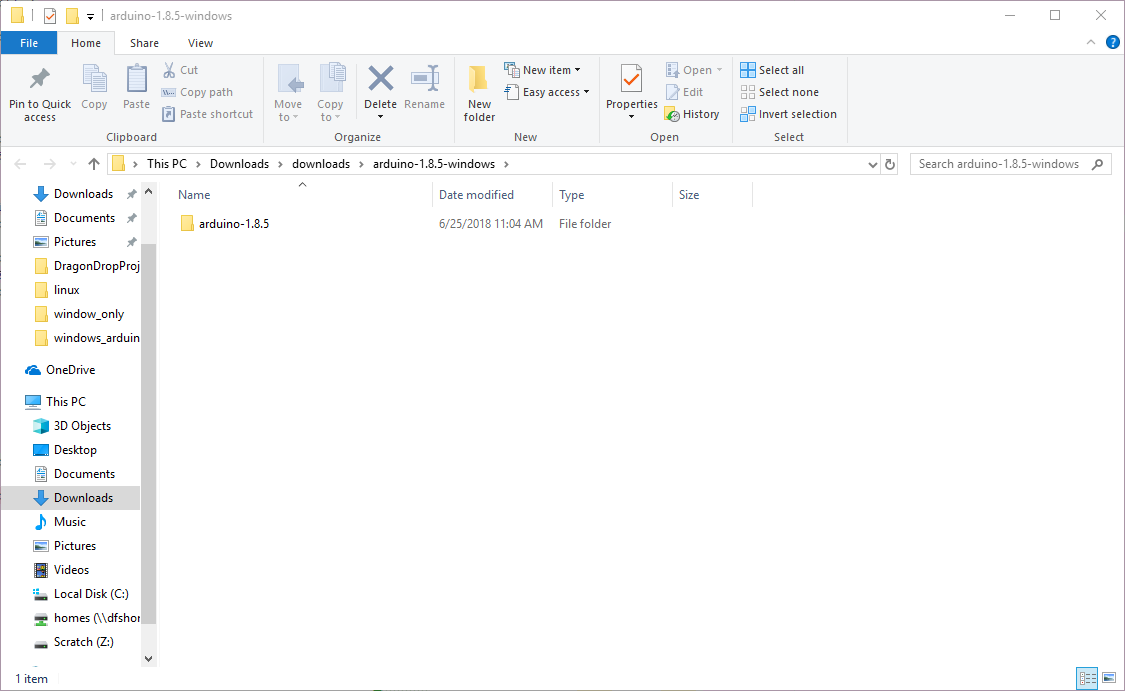 arduino-1.8.5-windows
File Home Share View
Pin to Quick access
Copy
Paste
Cut
Copy path
Paste shortcut
Clipboard
Move to
Copy to
Delete
Rename
Organize
New folder
New item
Easy access
New
Properties
Open
Edit
History
Open
Select all
Select none
Invert selection
Select
This PC > Downloads > downloads > arduino-1.8.5-windows >
Search arduino-1.8.5-windows
Downloads
Documents
Pictures
DragonDropProj
linux
window_only
windows_arduin
OneDrive
This PC
3D Objects
Desktop
Documents
Downloads
Music
Pictures
Videos
Local Disk (C:)
homes (\\dfshor
Scratch (Z:)
Name Date modified Type Size
arduino-1.8.5 6/25/2018 11:04 AM File folder
1 item